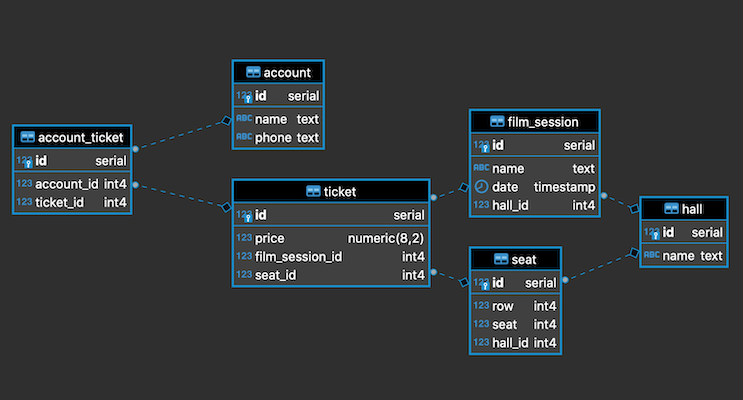 account
123 id serial
ABC name text
ABC phone text
account_ticket
123 id serial
123 account_id int4
123 ticket_id int4
ticket
123 id serial
123 price numeric(8,2)
123 film_session_id int4
123 seat_id int4
film_session
123 id serial
ABC name text
date timestamp
123 hall_id int4
seat
123 id serial
123 row int4
123 seat int4
123 hall_id int4
hall
123 id serial
ABC name text